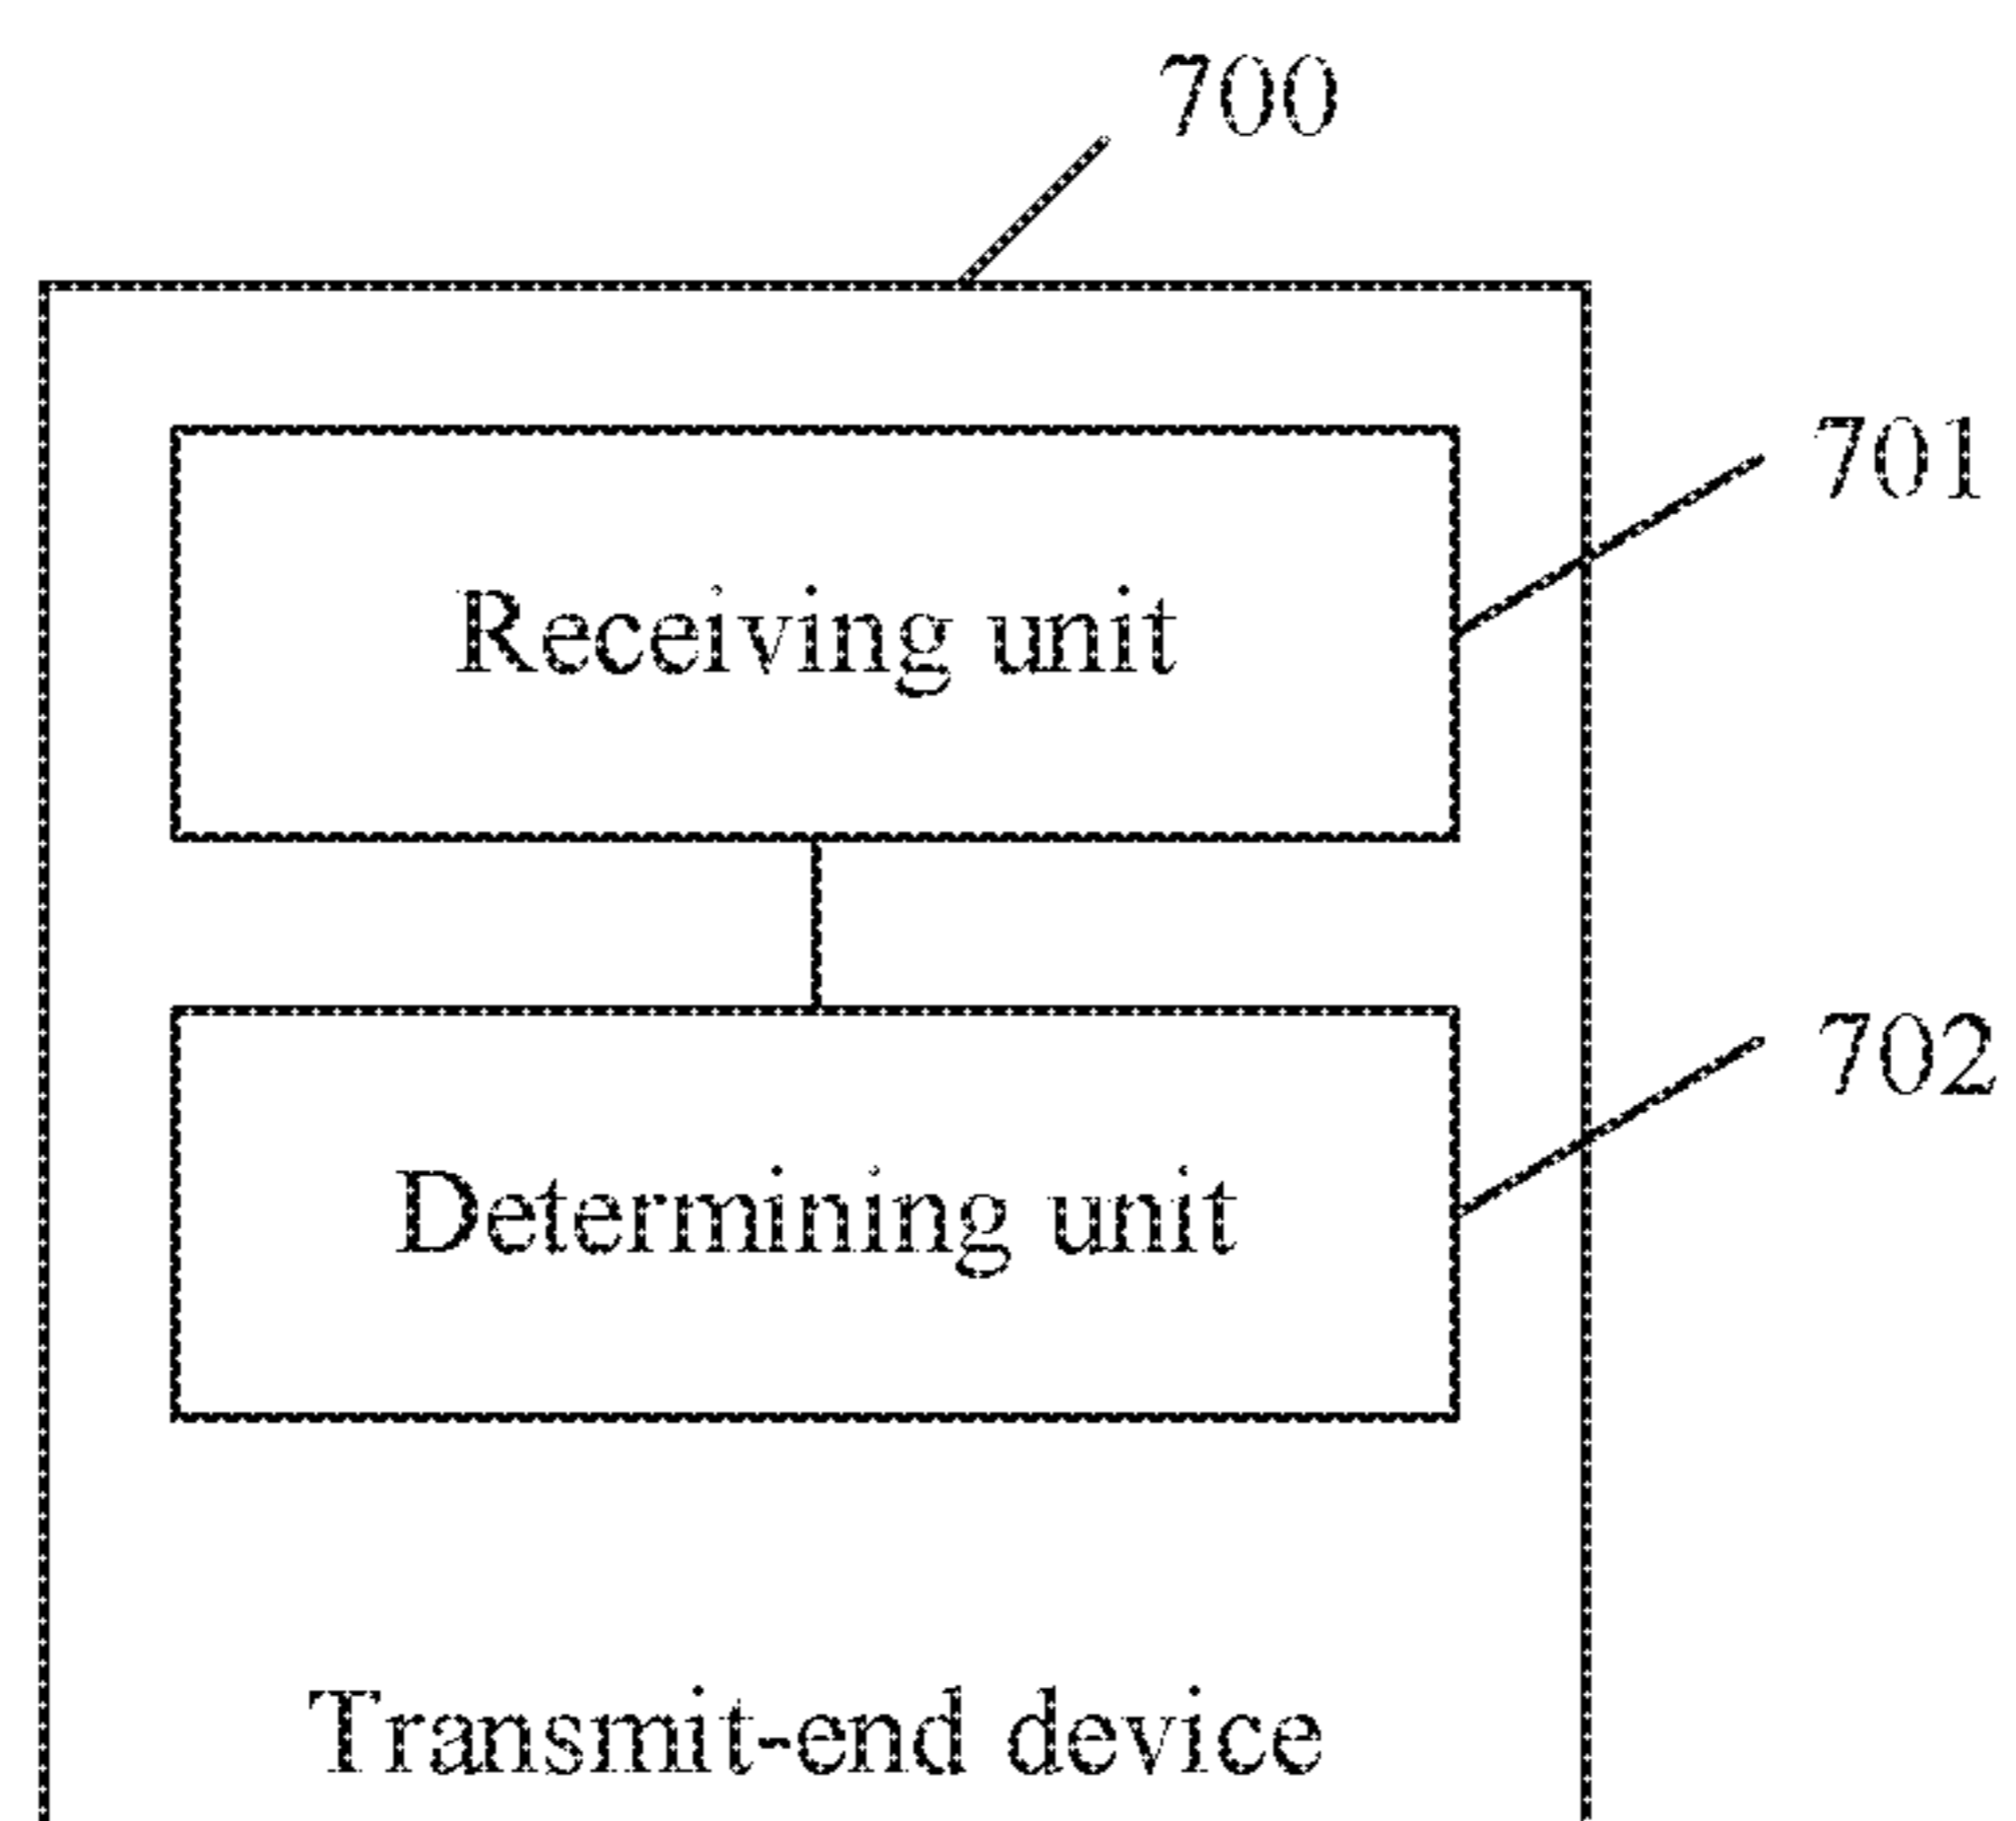 700
701
Receiving unit
702
Determining unit
Transmit-end device